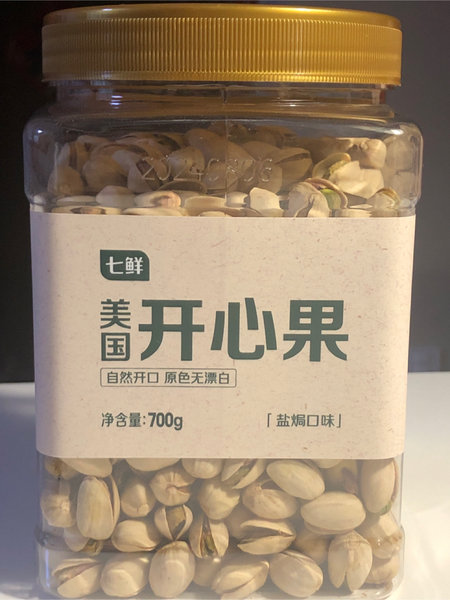 20240806
七鲜
美国
开心果
自然开口 原色无漂白
净含量:700g
「盐焗口味」